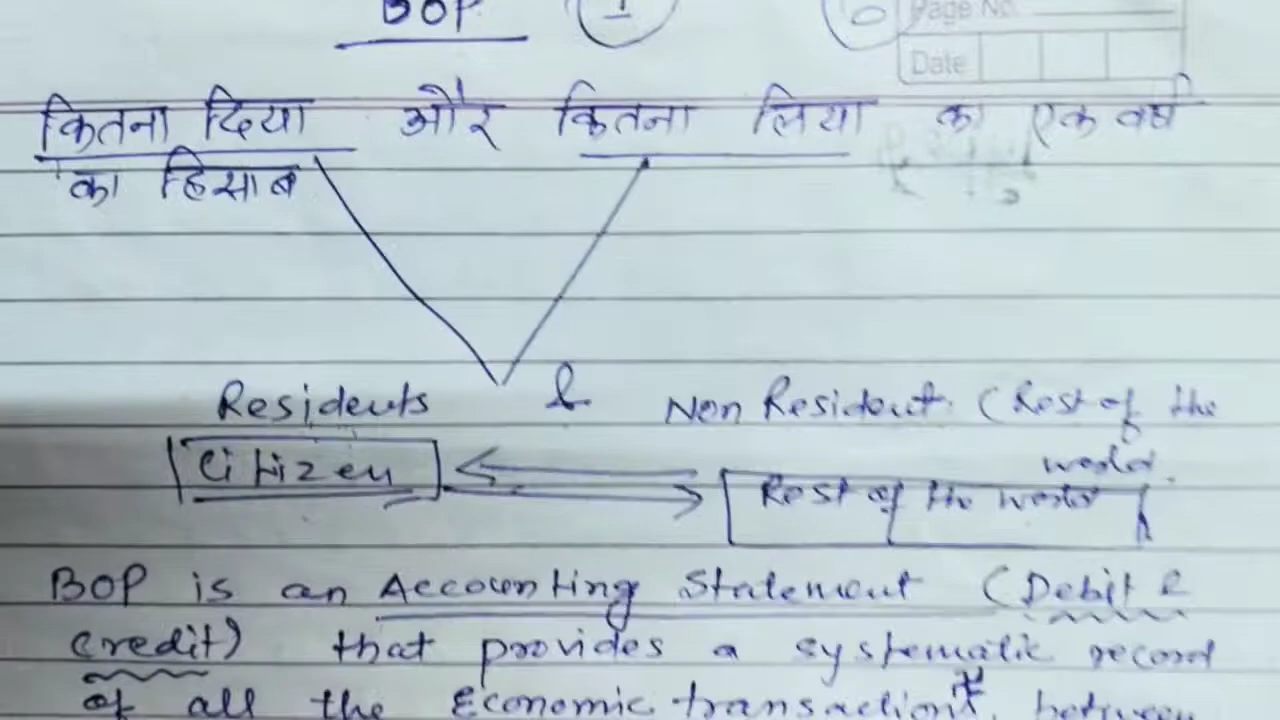 BOP 1
Page No.
Date
कितना दिया और कितना लिया का एक वर्ष
का हिसाब
Residents & Non Resident. (Rest of the
world.
Citizen
Rest of the world
BOP is an Accounting Statement (Debit &
credit) that provides a systematic record
of all the Economic transactions between